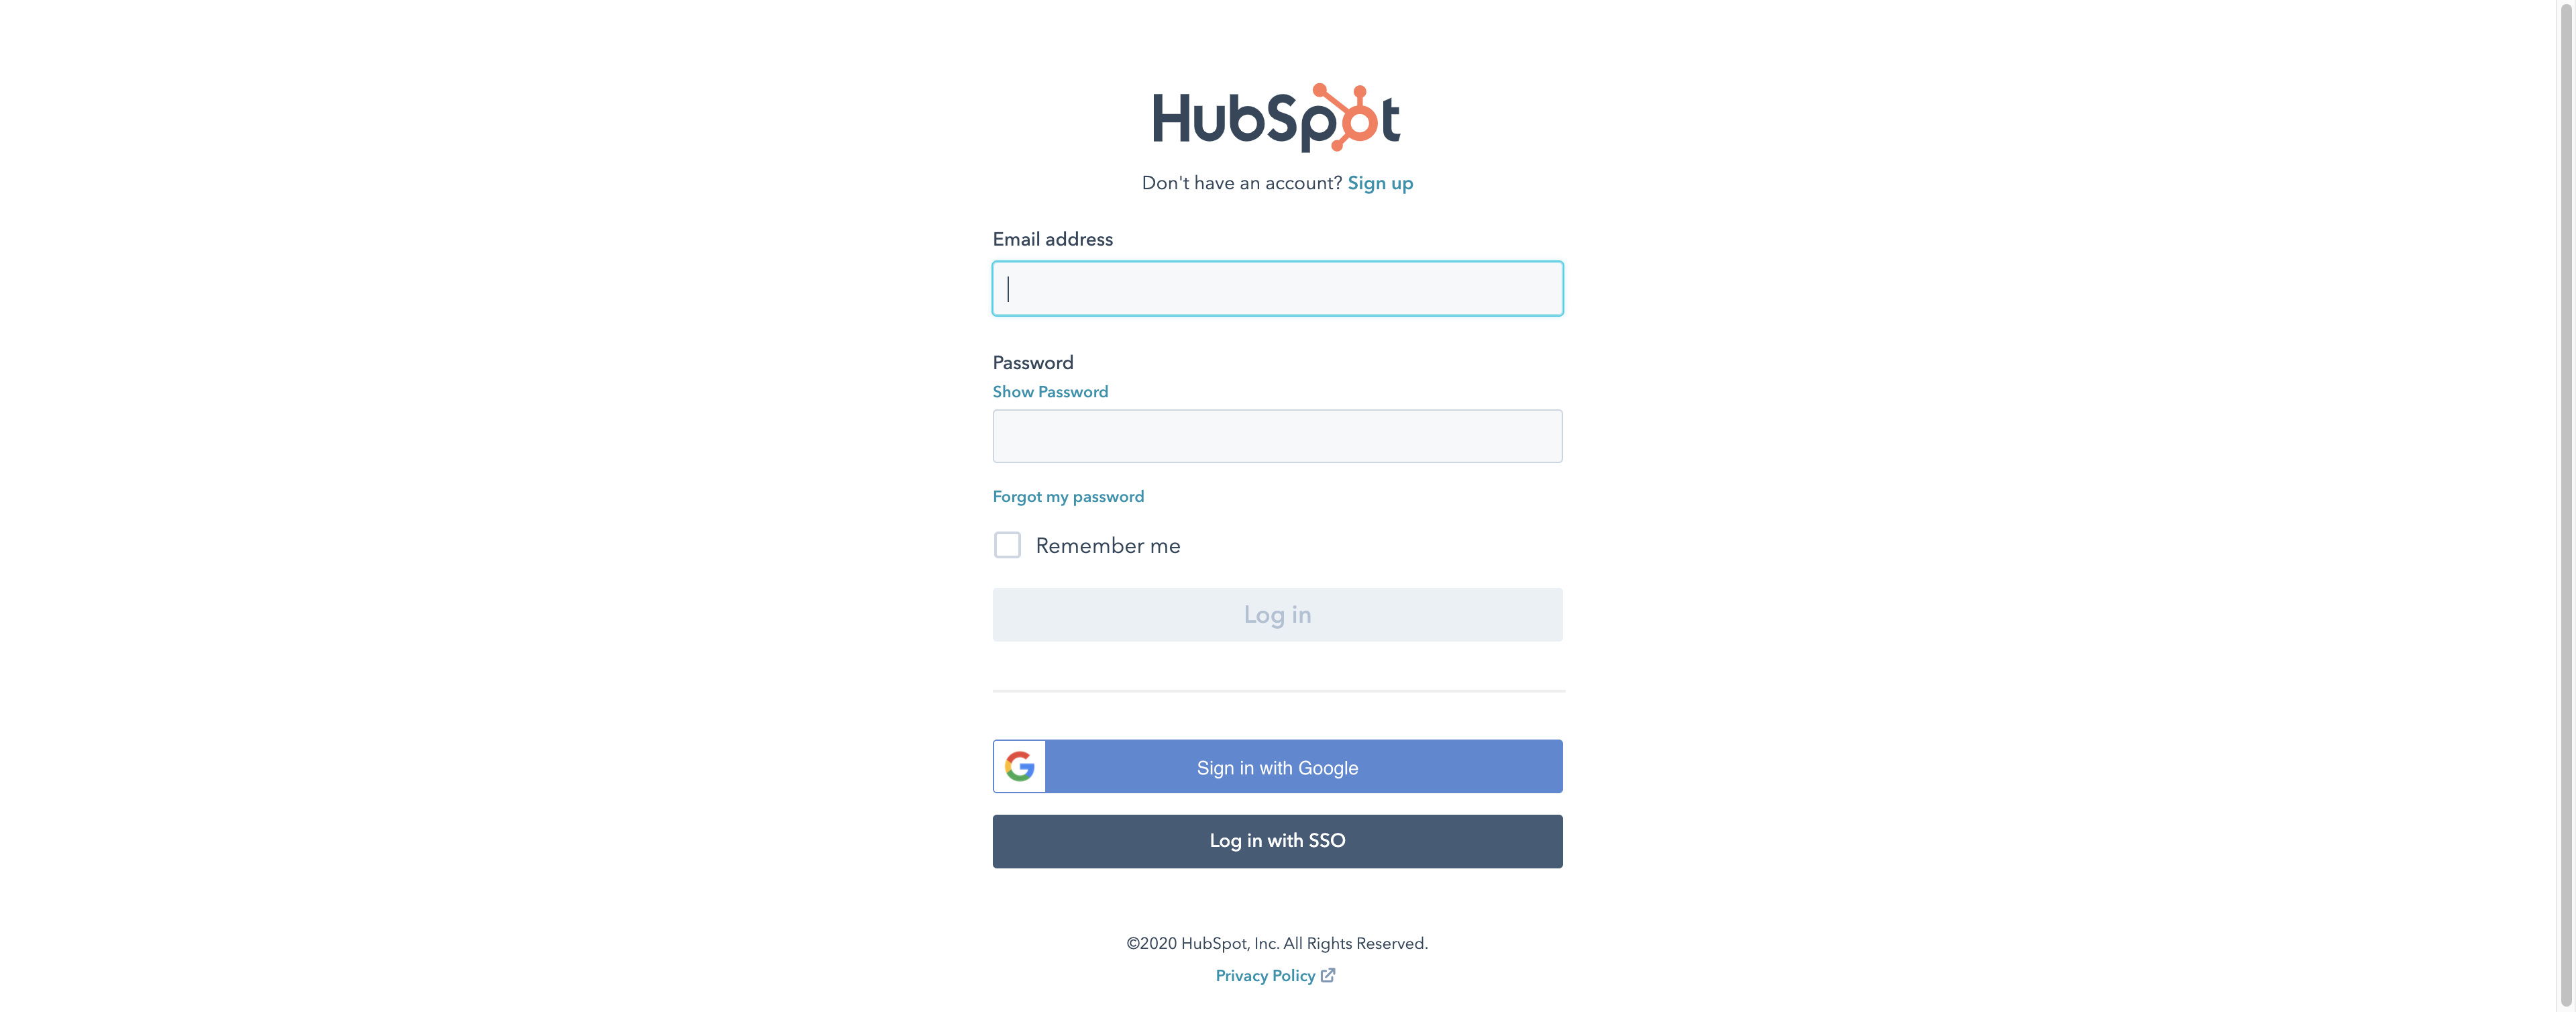 HubSpot
Don't have an account? Sign up
Email address
Password
Show Password
Forgot my password
Remember me
Log in
Sign in with Google
Log in with SSO
©2020 HubSpot, Inc. All Rights Reserved.
Privacy Policy